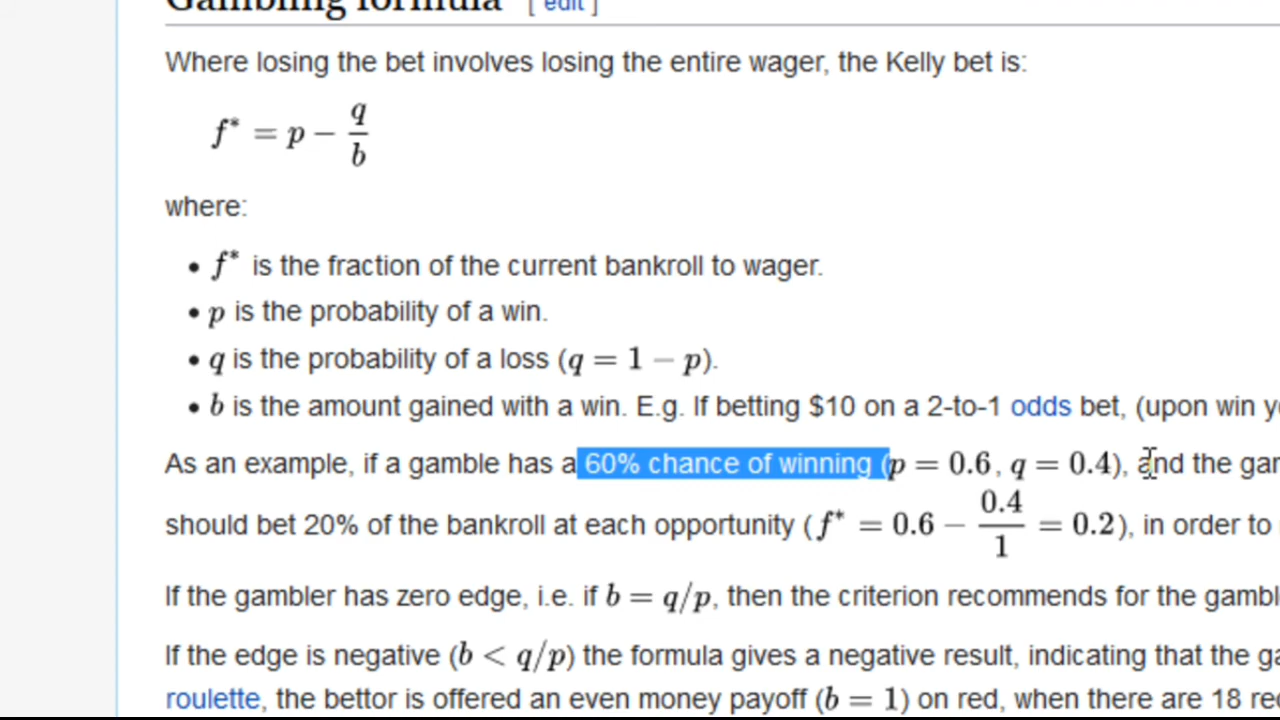 Gambling formula [ edit ]
Where losing the bet involves losing the entire wager, the Kelly bet is:
f* = p − q/b
where:
• f* is the fraction of the current bankroll to wager.
• p is the probability of a win.
• q is the probability of a loss (q = 1 − p).
• b is the amount gained with a win. E.g. If betting $10 on a 2-to-1 odds bet, (upon win
As an example, if a gamble has a 60% chance of winning (p = 0.6, q = 0.4), and the
should bet 20% of the bankroll at each opportunity (f* = 0.6 − 0.4/1 = 0.2), in order to
If the gambler has zero edge, i.e. if b = q/p, then the criterion recommends for the
If the edge is negative (b < q/p) the formula gives a negative result, indicating that the
roulette, the bettor is offered an even money payoff (b = 1) on red, when there are 18